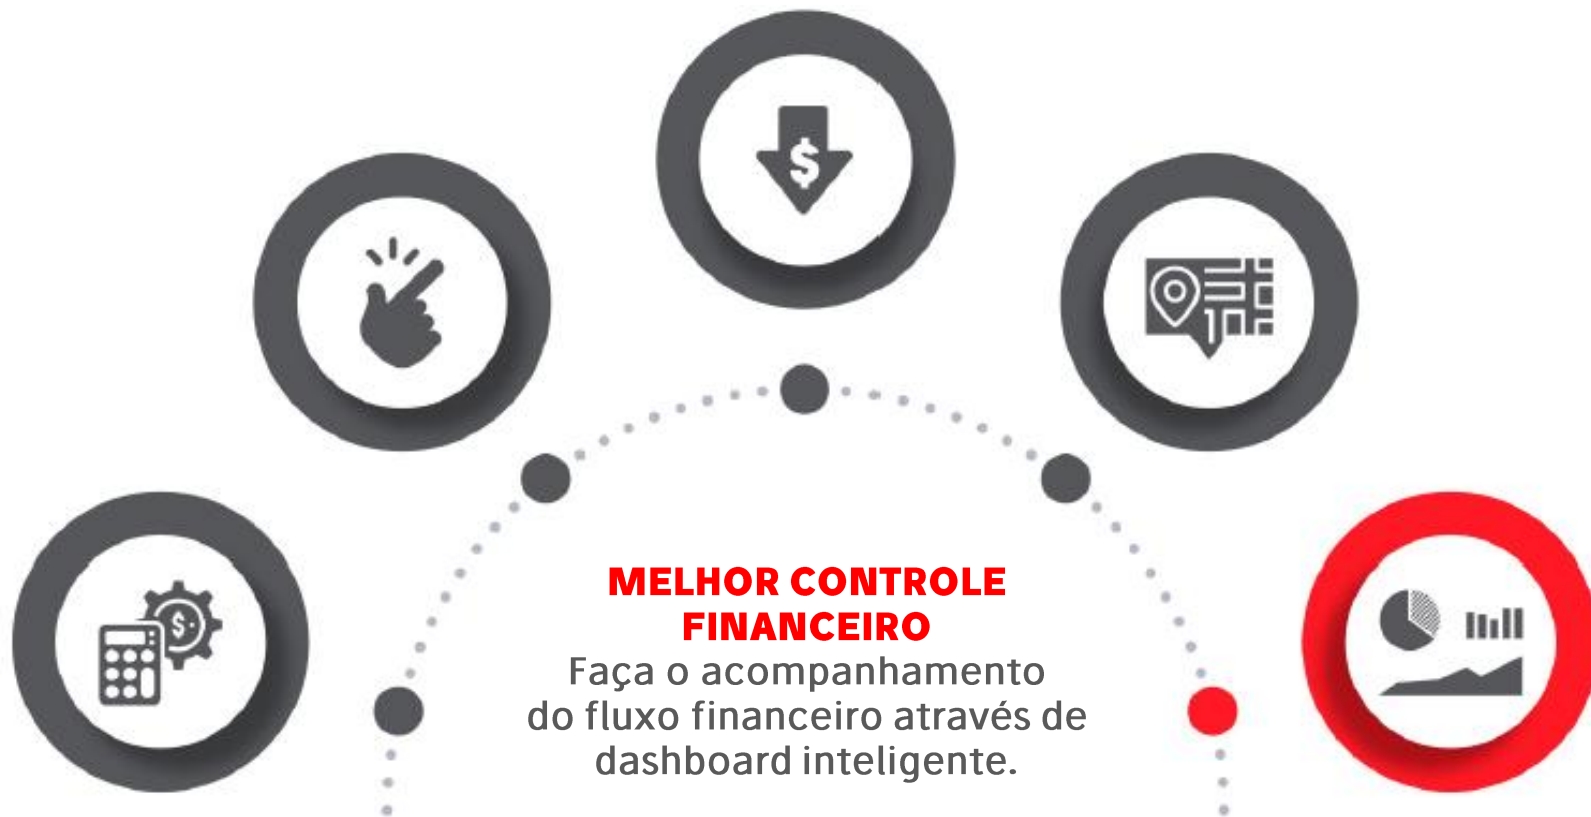 $
$
MELHOR CONTROLE
FINANCEIRO
Faça o acompanhamento
do fluxo financeiro através de
dashboard inteligente.